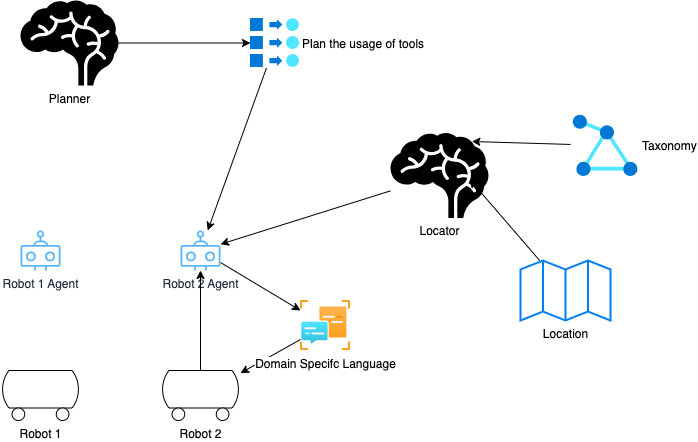 Plan the usage of tools
Planner
Taxonomy
Locator
Robot 1 Agent
Robot 2 Agent
Location
Domain Specifc Language
Robot 1
Robot 2